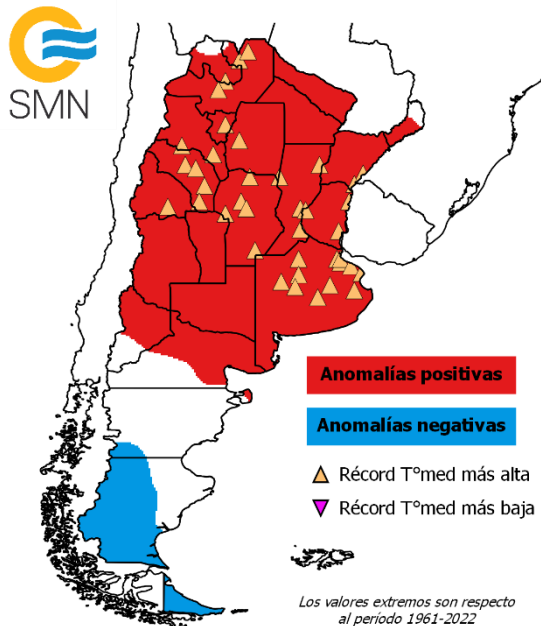 SMN
Anomalías positivas
Anomalías negativas
Récord T°med más alta
Récord T°med más baja
Los valores extremos son respecto
al período 1961-2022